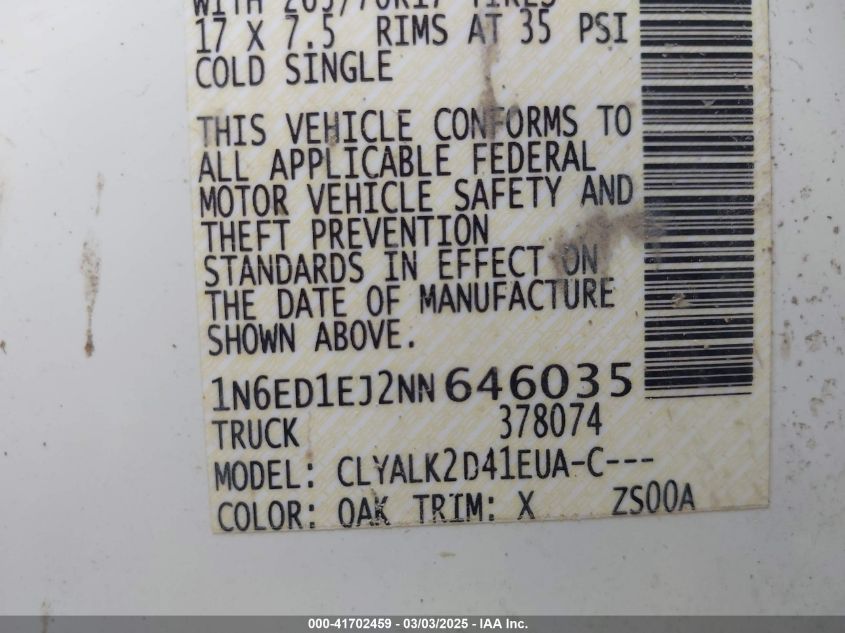 17 X 7.5 RIMS AT 35 PSI
COLD SINGLE
THIS VEHICLE CONFORMS TO
ALL APPLICABLE FEDERAL
MOTOR VEHICLE SAFETY AND
THEFT PREVENTION
STANDARDS IN EFFECT ON
THE DATE OF MANUFACTURE
SHOWN ABOVE.
1N6ED1EJ2NN646035
TRUCK 378074
MODEL: CLYALK2D41EUA-C---
COLOR: QAK TRIM: X ZS00A
000-41702459 - 03/03/2025 - IAA Inc.